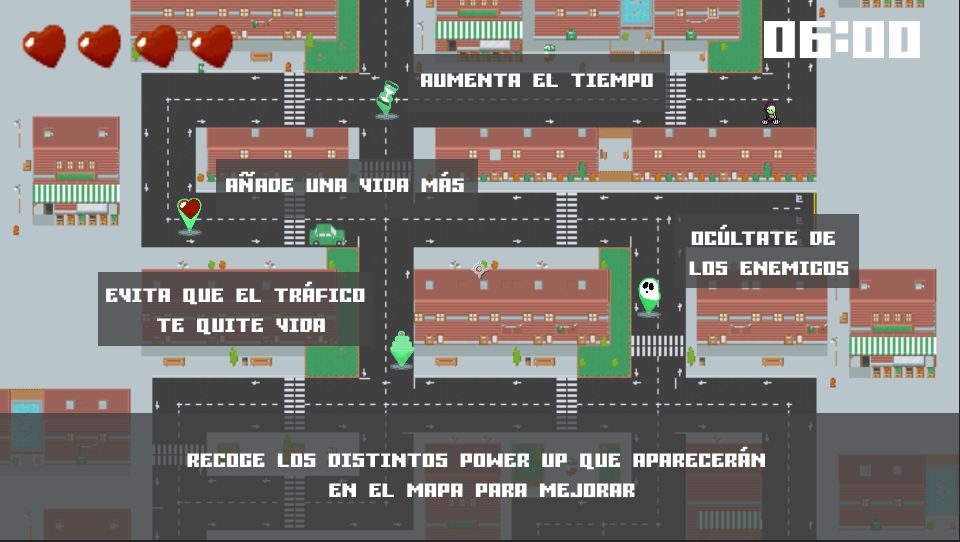 06:00
AUMENTA EL TIEMPO
AÑADE UNA VIDA MÁS
OCÚLTATE DE
LOS ENEMIGOS
EVITA QUE EL TRÁFICO
TE QUITE VIDA
RECOGE LOS DISTINTOS POWER UP QUE APARECERÁN
EN EL MAPA PARA MEJORAR